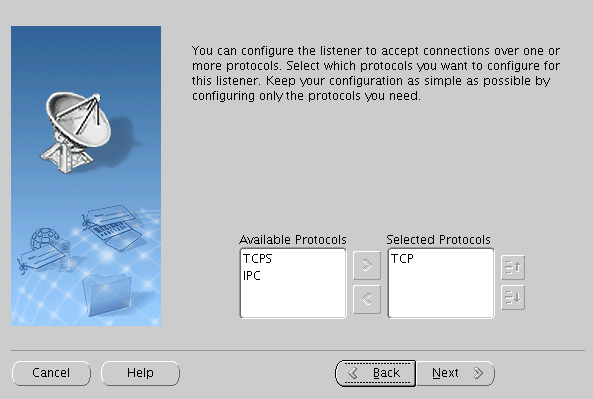 You can configure the listener to accept connections over one or
more protocols. Select which protocols you want to configure for
this listener. Keep your configuration as simple as possible by
configuring only the protocols you need.
Available Protocols
Selected Protocols
TCPS
IPC
TCP
Cancel
Help
Back
Next